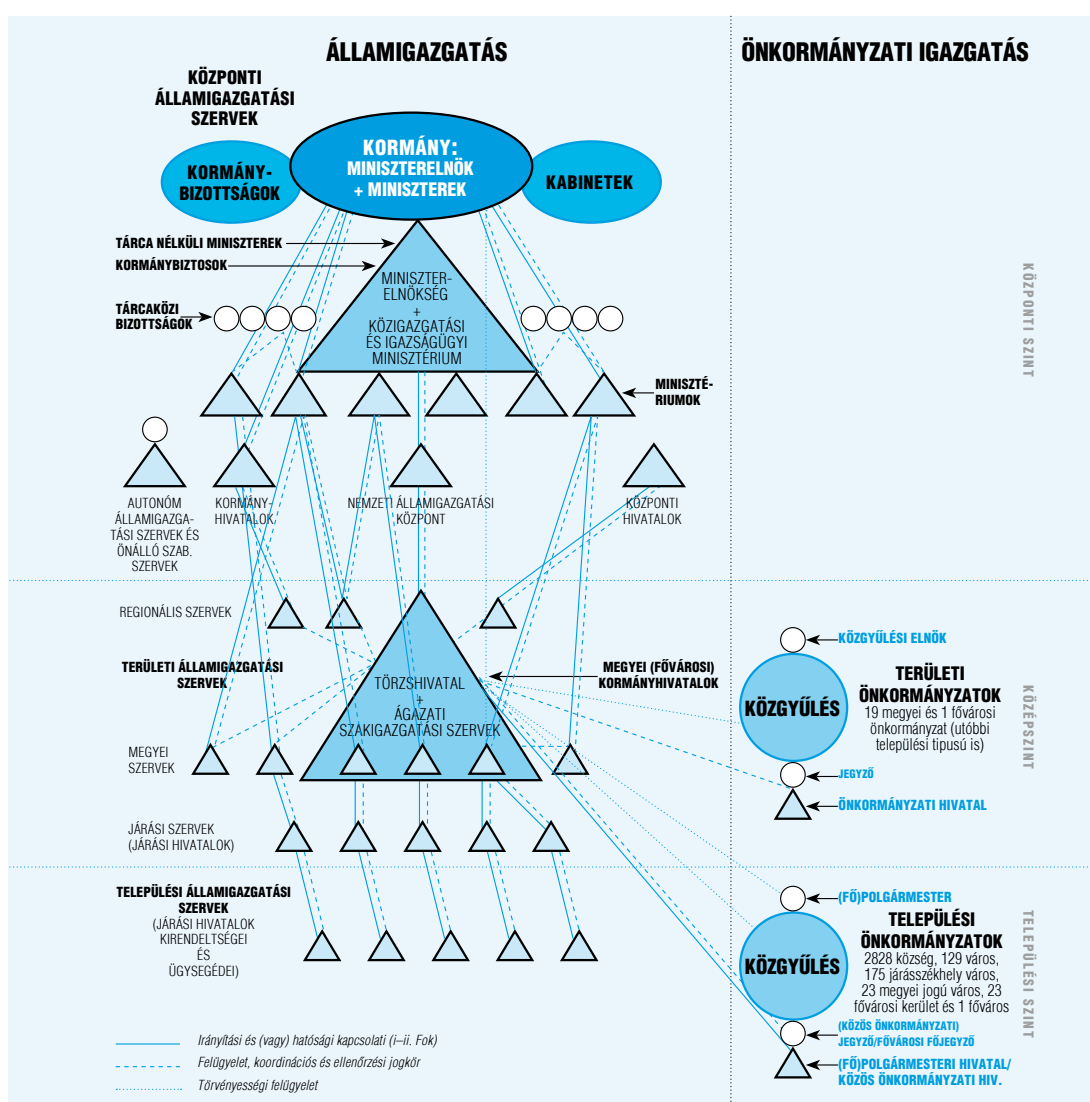 ÁLLAMIGAZGATÁS
ÖNKORMÁNYZATI IGAZGATÁS
KÖZPONTI
ÁLLAMIGAZGATÁSI
SZERVEK
KORMÁNY-
BIZOTTSÁGOK
KORMÁNY:
MINISZTERELNÖK
+ MINISZTEREK
KABINETEK
TÁRCA NÉLKÜLI MINISZTEREK
KORMÁNYBIZTOSOK
TÁRCAKÖZI
BIZOTTSÁGOK
MINISZTER-
ELNÖKSÉG
+
KÖZIGAZGATÁSI
ÉS IGAZSÁGÜGYI
MINISZTÉRIUM
MINISZTÉ-
RIUMOK
KÖZPONTI SZINT
AUTONÓM
ÁLLAMIGAZGA-
TÁSI SZERVEK ÉS
ÖNÁLLÓ SZAB.
SZERVEK
KORMÁNY-
HIVATALOK
NEMZETI ÁLLAMIGAZGATÁSI
KÖZPONT
KÖZPONTI
HIVATALOK
REGIONÁLIS SZERVEK
TERÜLETI ÁLLAMIGAZGATÁSI
SZERVEK
TÖRZSHIVATAL
+
ÁGAZATI
SZAKIGAZGATÁSI SZERVEK
MEGYEI (FŐVÁROSI)
KORMÁNYHIVATALOK
MEGYEI
SZERVEK
JÁRÁSI SZERVEK
(JÁRÁSI HIVATALOK)
KÖZGYŰLÉSI ELNÖK
KÖZGYŰLÉS
TERÜLETI
ÖNKORMÁNYZATOK
19 megyei és 1 fővárosi
önkormányzat (utóbbi
települési tipusú is)
JEGYZŐ
ÖNKORMÁNYZATI HIVATAL
KÖZÉPSZINT
TELEPÜLÉSI ÁLLAMIGAZGATÁSI
SZERVEK
(JÁRÁSI HIVATALOK
KIRENDELTSÉGEI
ÉS
ÜGYSEGÉDEI)
(FŐ)POLGÁRMESTER
KÖZGYŰLÉS
TELEPÜLÉSI
ÖNKORMÁNYZATOK
2828 község, 129 város,
175 járásszékhely város,
23 megyei jogú város, 23
fővárosi kerület és 1 főváros
(KÖZÖS ÖNKORMÁNYZATI)
JEGYZŐ/FŐVÁROSI FŐJEGYZŐ
(FŐ)POLGÁRMESTERI HIVATAL/
KÖZÖS ÖNKORMÁNYZATI HIV.
TELEPÜLÉSI SZINT
Irányítási és (vagy) hatósági kapcsolati (i–ii. Fok)
Felügyelet, koordinációs és ellenőrzési jogkör
Törvényességi felügyelet